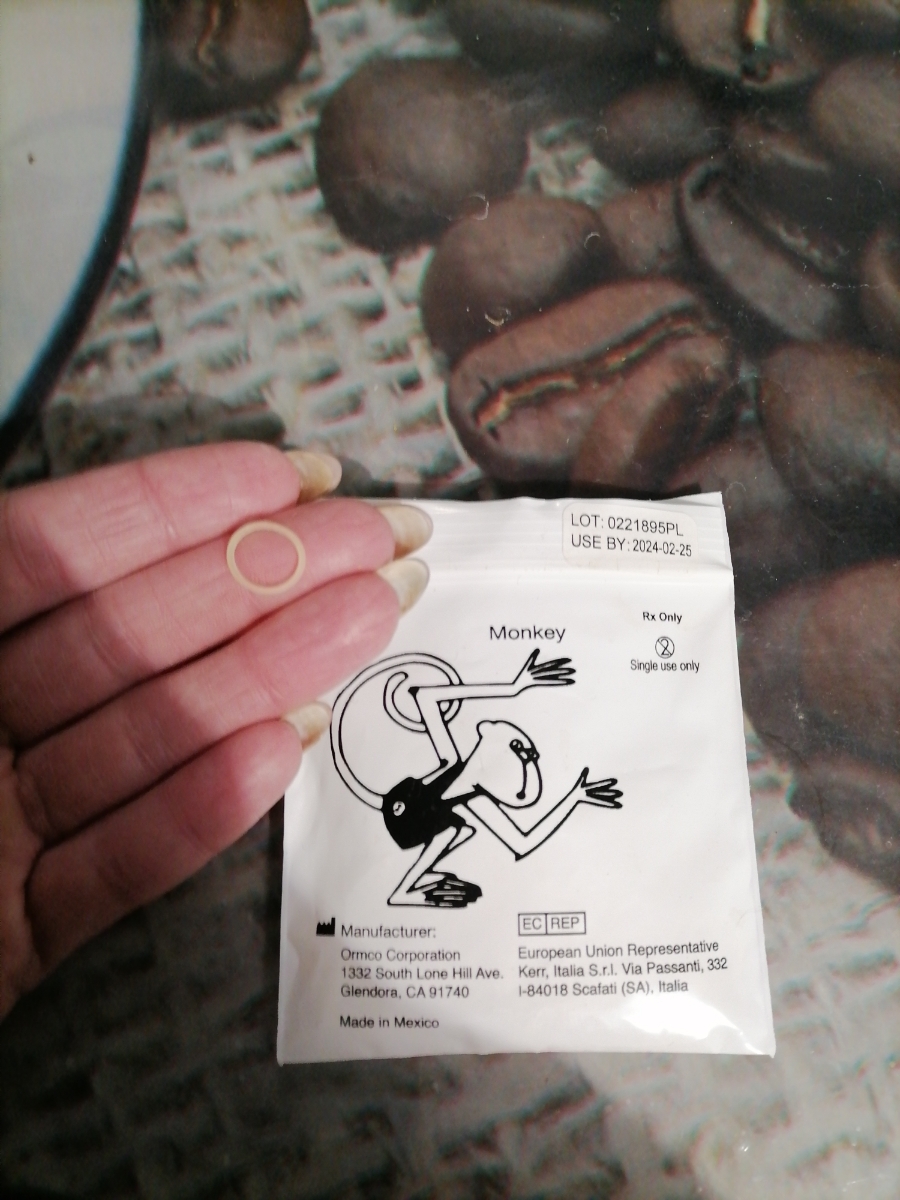 LOT: 0221895PL
USE BY: 2024-02-25
Rx Only
Monkey
2
Single use only
Manufacturer:
Ormco Corporation
1332 South Lone Hill Ave.
Glendora, CA 91740
Made in Mexico
EC REP
European Union Representative
Kerr, Italia S.r.l. Via Passanti, 332
I-84018 Scafati (SA), Italia